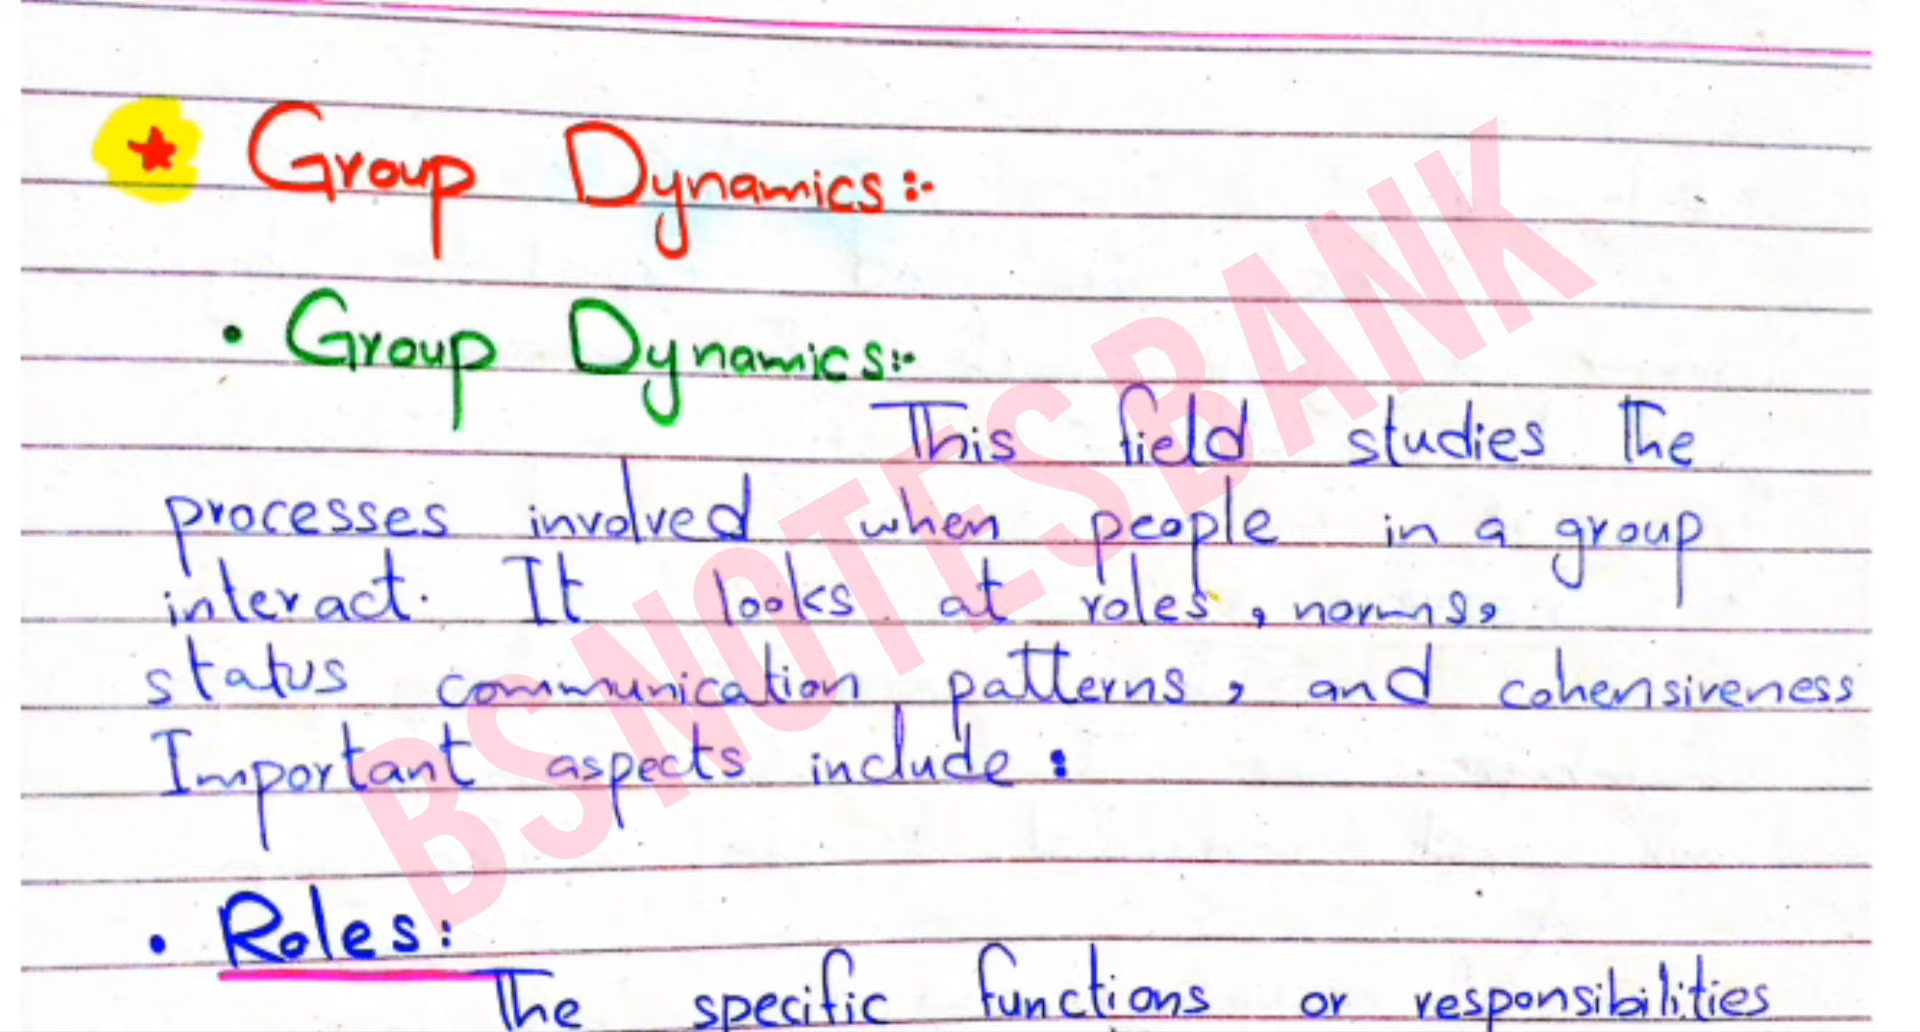 ★ Group Dynamics:-
• Group Dynamics:-
This field studies the
processes involved when people in a group
interact. It looks at roles, norms,
status communication patterns, and cohensiveness
Important aspects include :
• Roles:
The specific functions or responsibilities
BSNOTESBANK